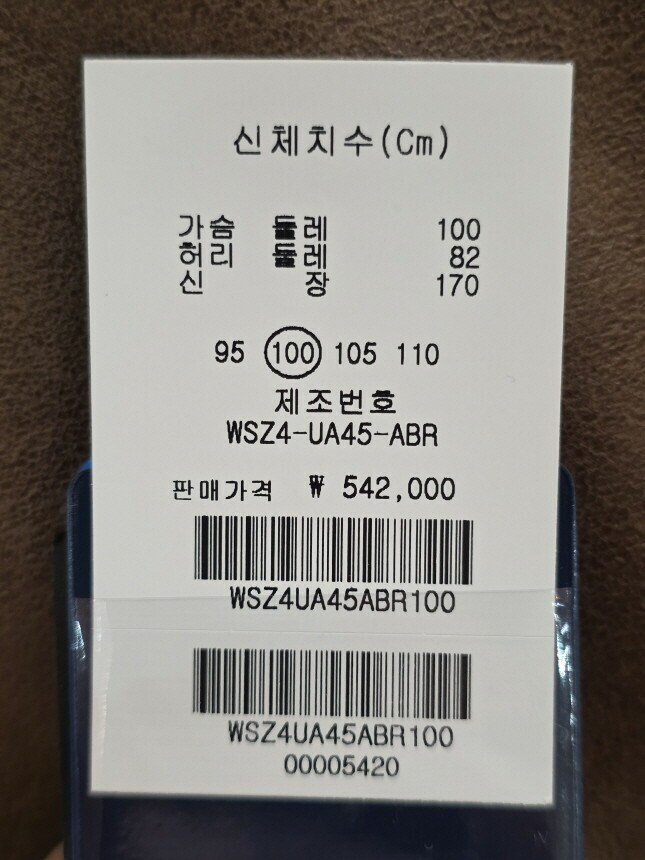 신체치수(Cm)
가슴 둘레 100
허리 둘레 82
신 장 170
95 100 105 110
제조번호
WSZ4-UA45-ABR
판매가격 ₩ 542,000
WSZ4UA45ABR100
WSZ4UA45ABR100
00005420